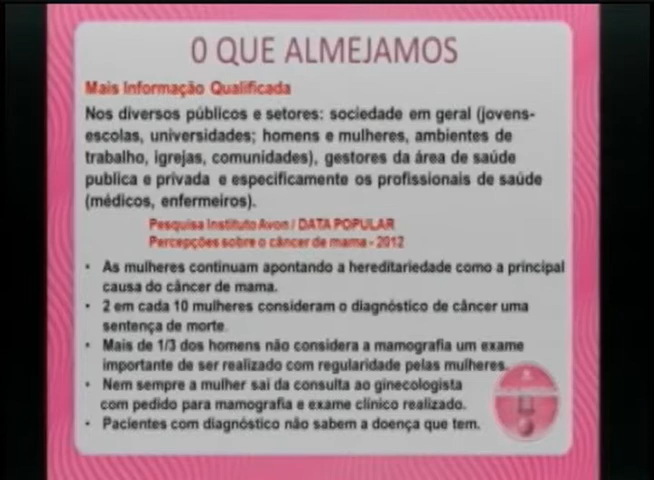 O QUE ALMEJAMOS
Mais Informação Qualificada
Nos diversos públicos e setores: sociedade em geral (jovens-
escolas, universidades; homens e mulheres, ambientes de
trabalho, igrejas, comunidades), gestores da área de saúde
publica e privada e especificamente os profissionais de saúde
(médicos, enfermeiros).
Pesquisa Instituto Avon / DATA POPULAR
Percepções sobre o câncer de mama - 2012
• As mulheres continuam apontando a hereditariedade como a principal
causa do câncer de mama.
• 2 em cada 10 mulheres consideram o diagnóstico de câncer uma
sentença de morte.
• Mais de 1/3 dos homens não considera a mamografia um exame
importante de ser realizado com regularidade pelas mulheres.
• Nem sempre a mulher sai da consulta ao ginecologista
com pedido para mamografia e exame clínico realizado.
• Pacientes com diagnóstico não sabem a doença que tem.